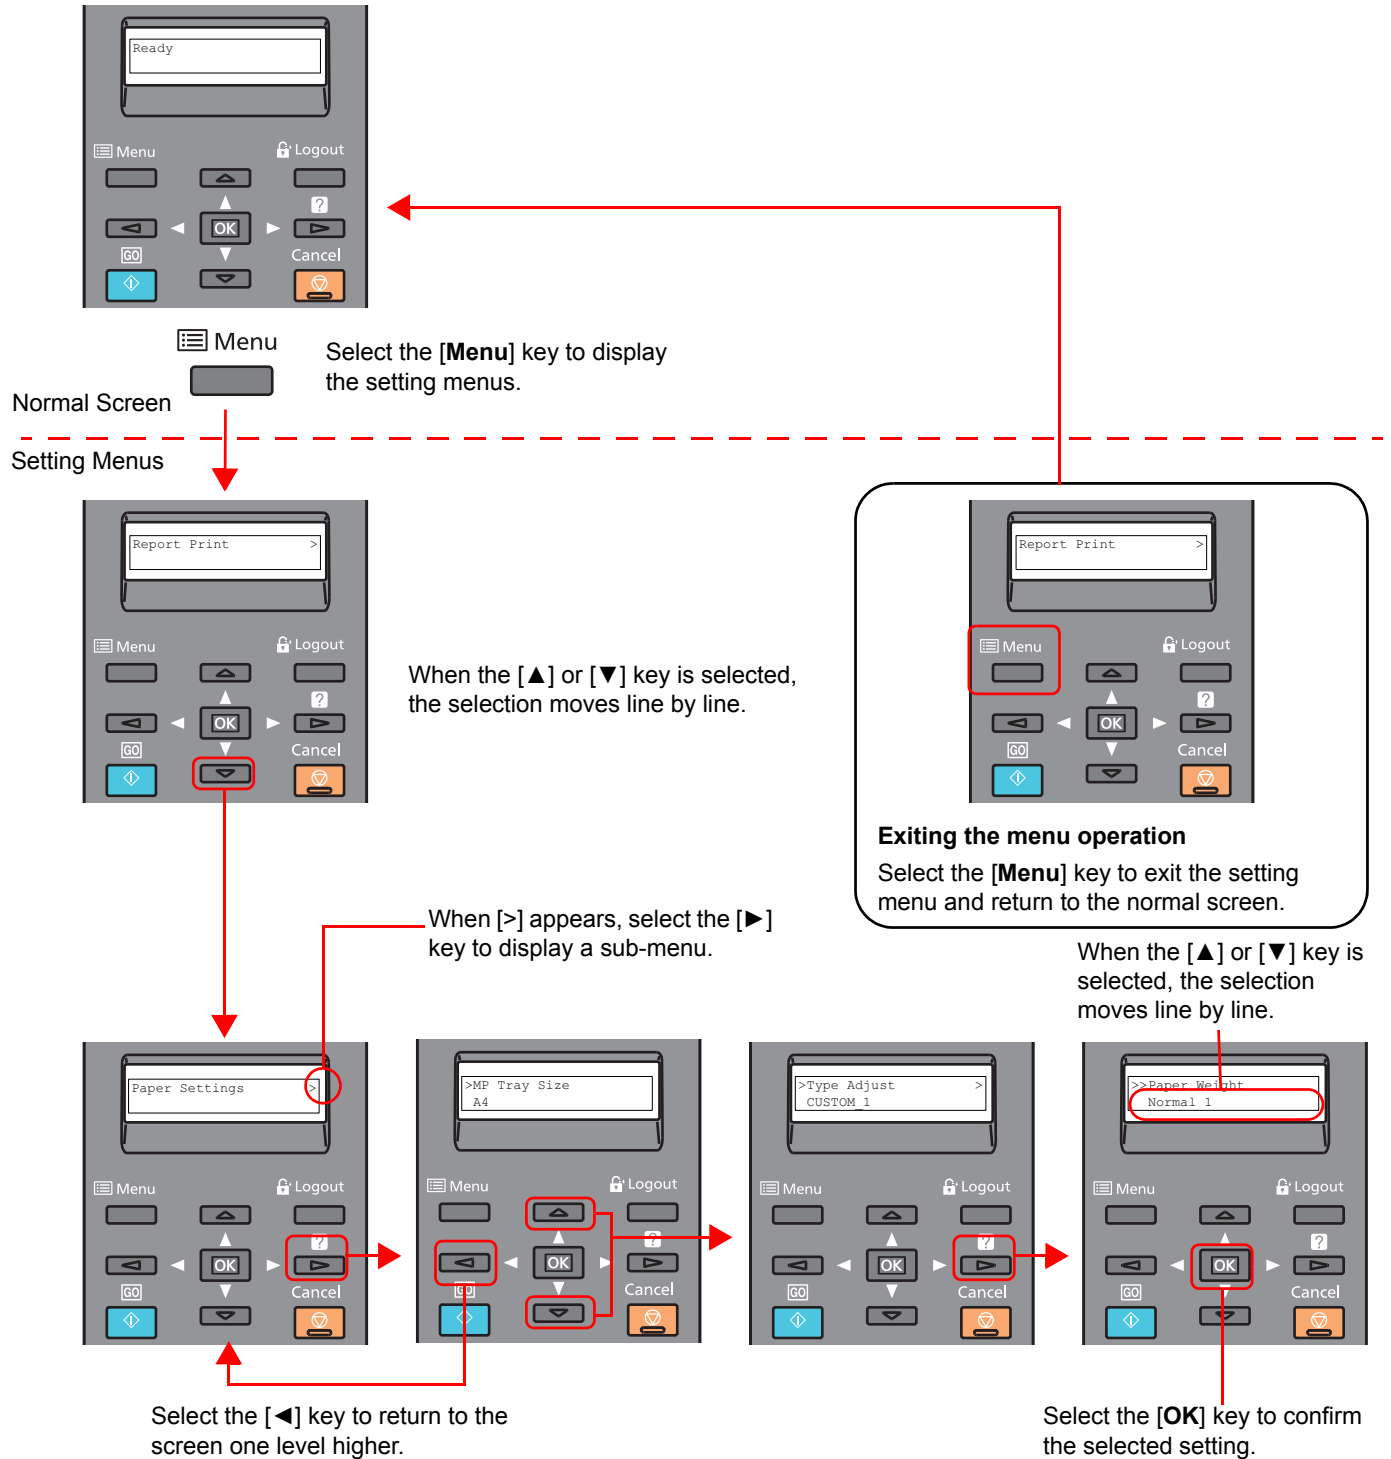 Ready
Menu
Logout
?
OK
GO
Cancel
Menu
Select the [Menu] key to display
the setting menus.
Normal Screen
Setting Menus
Report Print >
Menu
Logout
?
OK
GO
Cancel
When the [▲] or [▼] key is selected,
the selection moves line by line.
Report Print >
Menu
Logout
?
OK
GO
Cancel
Exiting the menu operation
Select the [Menu] key to exit the setting
menu and return to the normal screen.
When [>] appears, select the [►]
key to display a sub-menu.
When the [▲] or [▼] key is
selected, the selection
moves line by line.
Paper Settings >
Menu
Logout
?
OK
GO
Cancel
>MP Tray Size
A4
Menu
Logout
?
OK
GO
Cancel
>Type Adjust >
CUSTOM_1
Menu
Logout
?
OK
GO
Cancel
>>Paper Weight
Normal 1
Menu
Logout
?
OK
GO
Cancel
Select the [◄] key to return to the
screen one level higher.
Select the [OK] key to confirm
the selected setting.